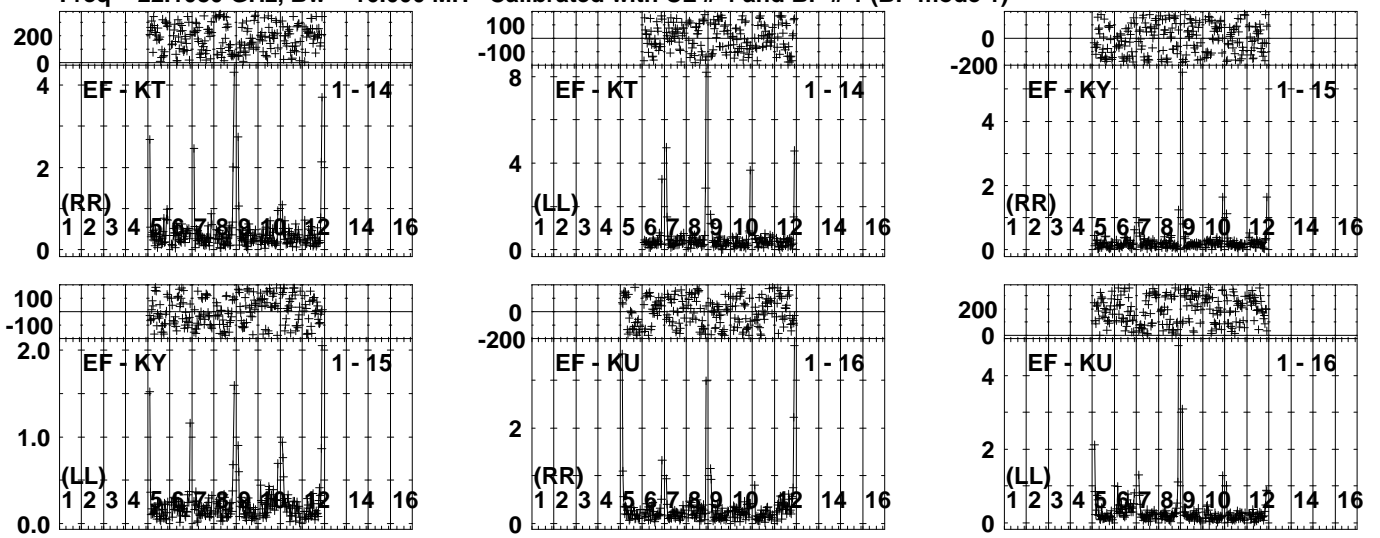 200 100 0
0 -100 -200
4 EF - KT 1 - 14 8 EF - KT 1 - 14 EF - KY 1 - 15
4
2 4 2
(RR) (LL) (RR)
1 2 3 4 5 6 7 8 9 10 12 14 16 1 2 3 4 5 6 7 8 9 10 12 14 16 1 2 3 4 5 6 7 8 9 10 12 14 16
0 0 0
100 0 200
-100 -200 0
2.0 EF - KY 1 - 15 EF - KU 1 - 16 EF - KU 1 - 16
4
1.0 2 2
(LL) (RR) (LL)
1 2 3 4 5 6 7 8 9 10 12 14 16 1 2 3 4 5 6 7 8 9 10 12 14 16 1 2 3 4 5 6 7 8 9 10 12 14 16
0.0 0 0